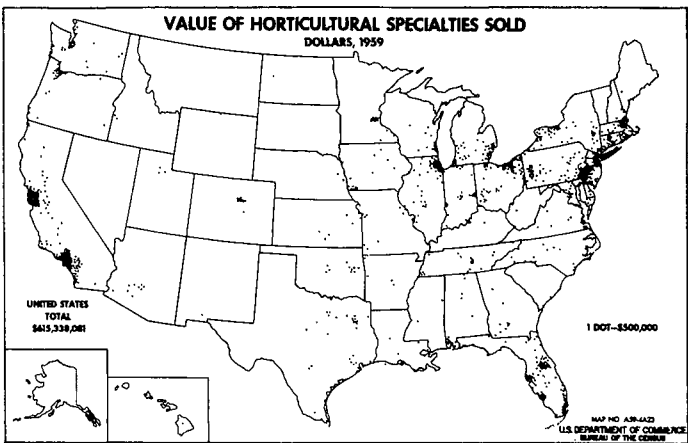 VALUE OF HORTICULTURAL SPECIALTIES SOLD
DOLLARS, 1959
UNITED STATES
TOTAL
$615,338,081
1 DOT—$500,000
MAP NO. A59-4A23
U.S. DEPARTMENT OF COMMERCE
BUREAU OF THE CENSUS